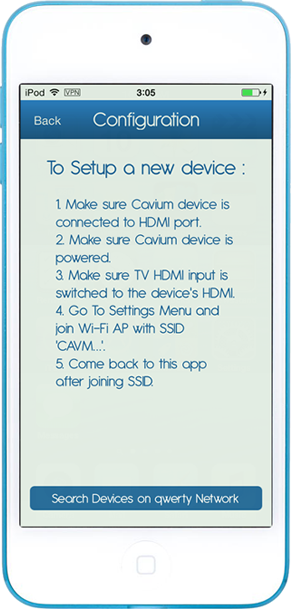 iPod VPN 3:05
Back Configuration
To Setup a new device :
1. Make sure Cavium device is
connected to HDMI port.
2. Make sure Cavium device is
powered.
3. Make sure TV HDMI input is
switched to the device's HDMI.
4. Go To Settings Menu and
join Wi-Fi AP with SSID
'CAVM...'.
5. Come back to this app
after joining SSID.
Search Devices on qwerty Network